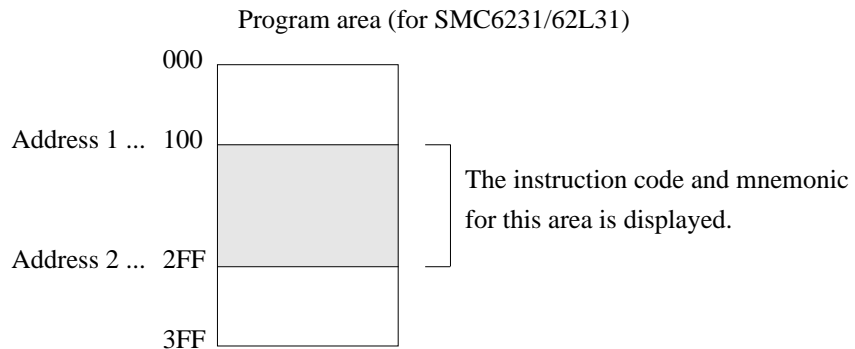 Program area (for SMC6231/62L31)
000
Address 1 ... 100
The instruction code and mnemonic
for this area is displayed.
Address 2 ... 2FF
3FF